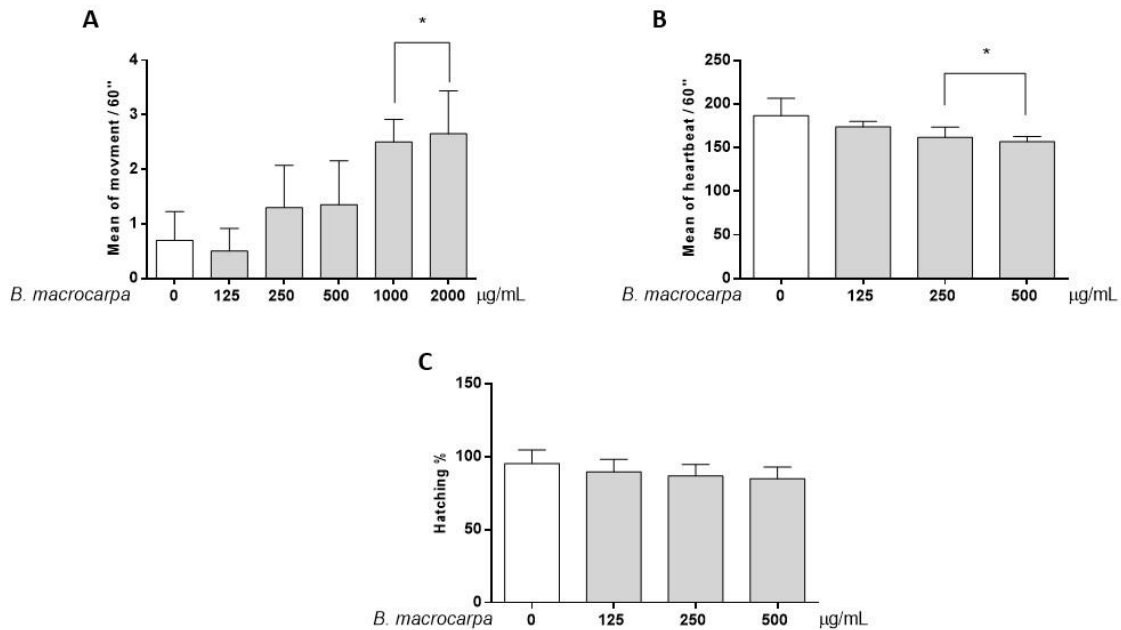 A
*
4
3
2
1
0
Mean of movment / 60"
B. macrocarpa 0 125 250 500 1000 2000 µg/mL
B
*
250
200
150
100
50
0
Mean of heartbeat / 60"
B. macrocarpa 0 125 250 500 µg/mL
C
150
100
50
0
Hatching %
B. macrocarpa 0 125 250 500 µg/mL